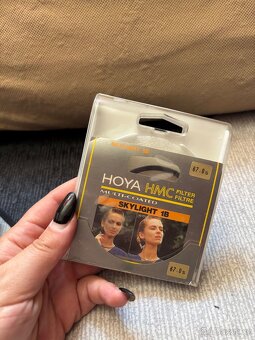 67.0s
HOYA HMC FILTER
FILTRE
MULTI-COATED
SKYLIGHT 1B
67.0s